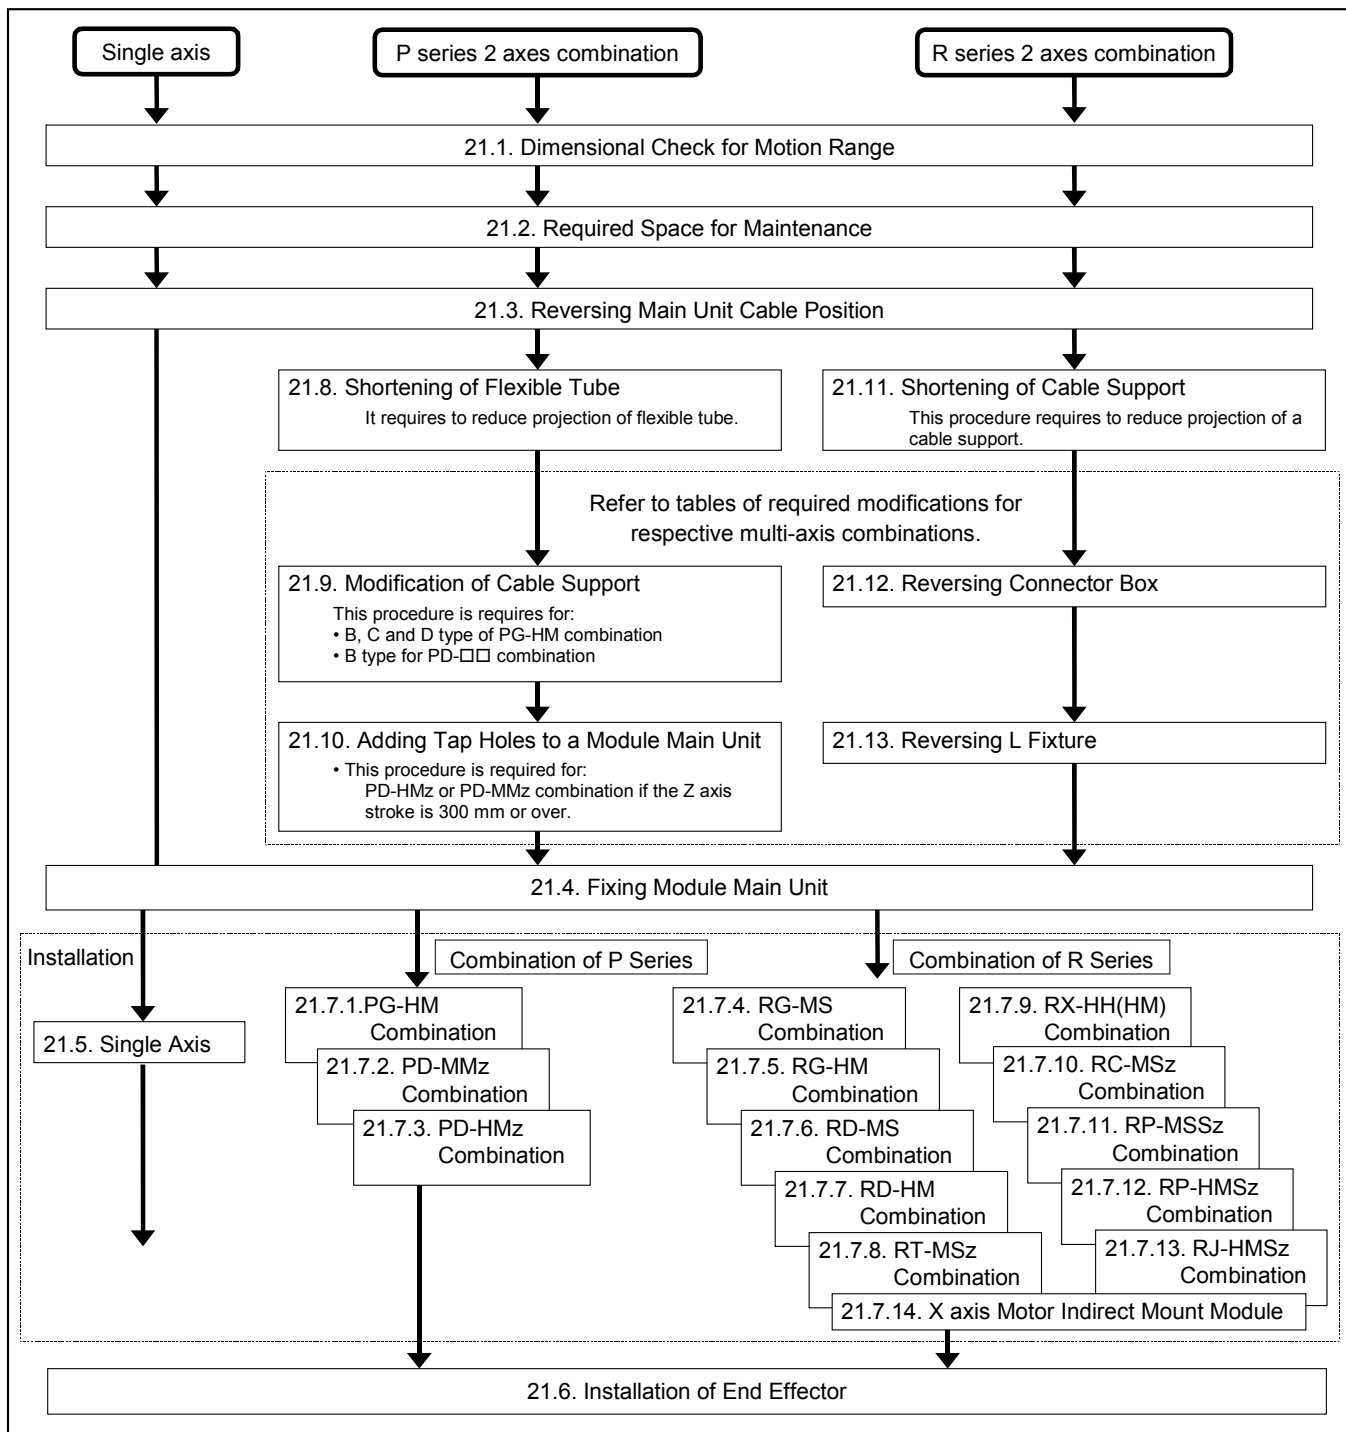 Single axis
P series 2 axes combination
R series 2 axes combination
21.1. Dimensional Check for Motion Range
21.2. Required Space for Maintenance
21.3. Reversing Main Unit Cable Position
21.8. Shortening of Flexible Tube
It requires to reduce projection of flexible tube.
21.11. Shortening of Cable Support
This procedure requires to reduce projection of a
cable support.
Refer to tables of required modifications for
respective multi-axis combinations.
21.9. Modification of Cable Support
This procedure is requires for:
• B, C and D type of PG-HM combination
• B type for PD-□□ combination
21.12. Reversing Connector Box
21.10. Adding Tap Holes to a Module Main Unit
• This procedure is required for:
PD-HMz or PD-MMz combination if the Z axis
stroke is 300 mm or over.
21.13. Reversing L Fixture
21.4. Fixing Module Main Unit
Installation
Combination of P Series
Combination of R Series
21.5. Single Axis
21.7.1.PG-HM
Combination
21.7.2. PD-MMz
Combination
21.7.3. PD-HMz
Combination
21.7.4. RG-MS
Combination
21.7.5. RG-HM
Combination
21.7.6. RD-MS
Combination
21.7.7. RD-HM
Combination
21.7.8. RT-MSz
Combination
21.7.9. RX-HH(HM)
Combination
21.7.10. RC-MSz
Combination
21.7.11. RP-MSSz
Combination
21.7.12. RP-HMSz
Combination
21.7.13. RJ-HMSz
Combination
21.7.14. X axis Motor Indirect Mount Module
21.6. Installation of End Effector